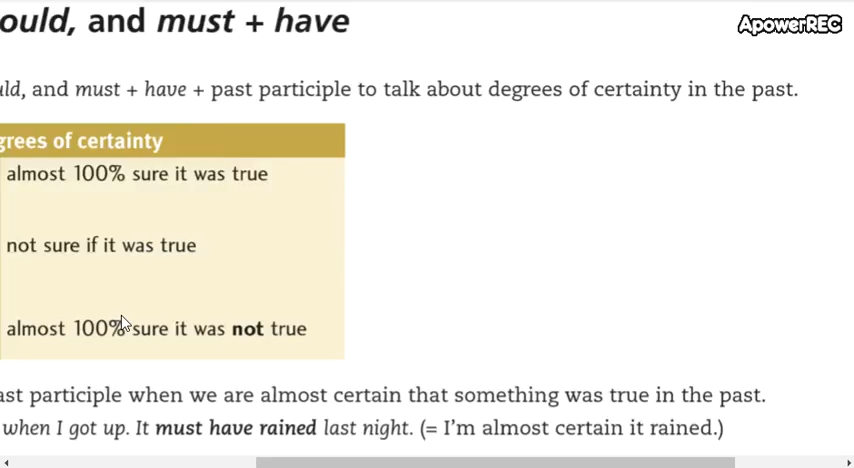 ould, and must + have
ApowerREC
uld, and must + have + past participle to talk about degrees of certainty in the past.
grees of certainty
almost 100% sure it was true
not sure if it was true
almost 100% sure it was not true
ast participle when we are almost certain that something was true in the past.
when I got up. It must have rained last night. (= I'm almost certain it rained.)